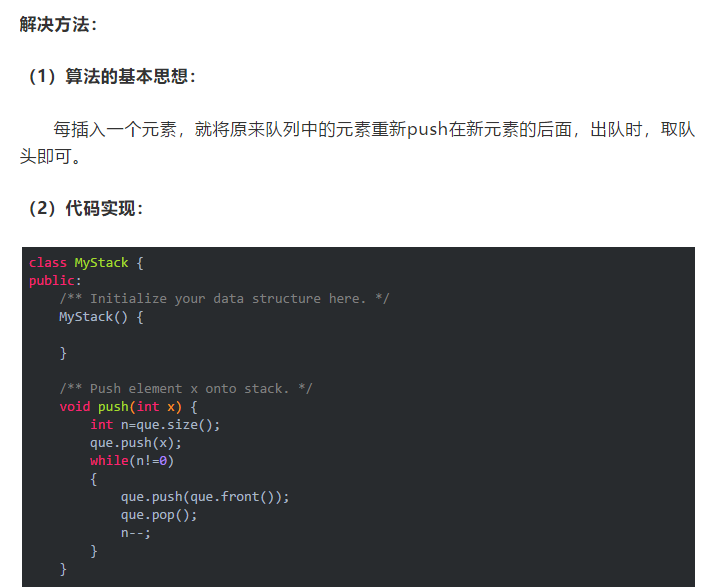 解决方法：
（1）算法的基本思想：
每插入一个元素，就将原来队列中的元素重新push在新元素的后面，出队时，取队
头即可。
（2）代码实现：
class MyStack {
public:
    /** Initialize your data structure here. */
    MyStack() {
    }
    /** Push element x onto stack. */
    void push(int x) {
        int n=que.size();
        que.push(x);
        while(n!=0)
        {
            que.push(que.front());
            que.pop();
            n--;
        }
    }